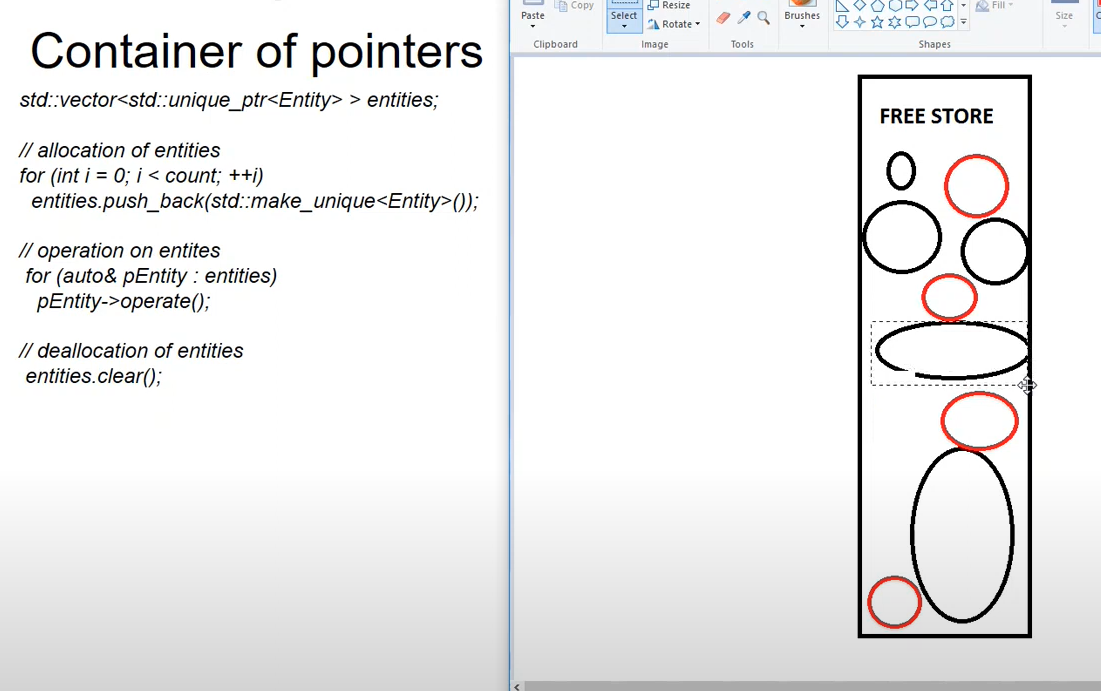 Container of pointers
std::vector<std::unique_ptr<Entity> > entities;
// allocation of entities
for (int i = 0; i < count; ++i)
entities.push_back(std::make_unique<Entity>());
// operation on entites
for (auto& pEntity : entities)
pEntity->operate();
// deallocation of entities
entities.clear();
Paste
Copy
Clipboard
Select
Resize
Rotate
Image
Tools
Brushes
Shapes
Fill
Size
FREE STORE